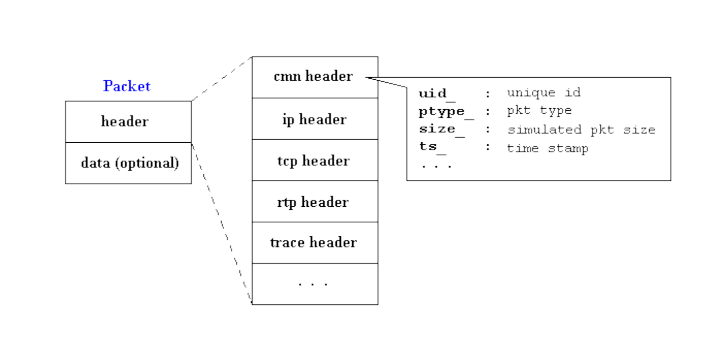 Packet
header
data (optional)
cmn header
ip header
tcp header
rtp header
trace header
. . .
uid_ : unique id
ptype_ : pkt type
size_ : simulated pkt size
ts_ : time stamp
. . .